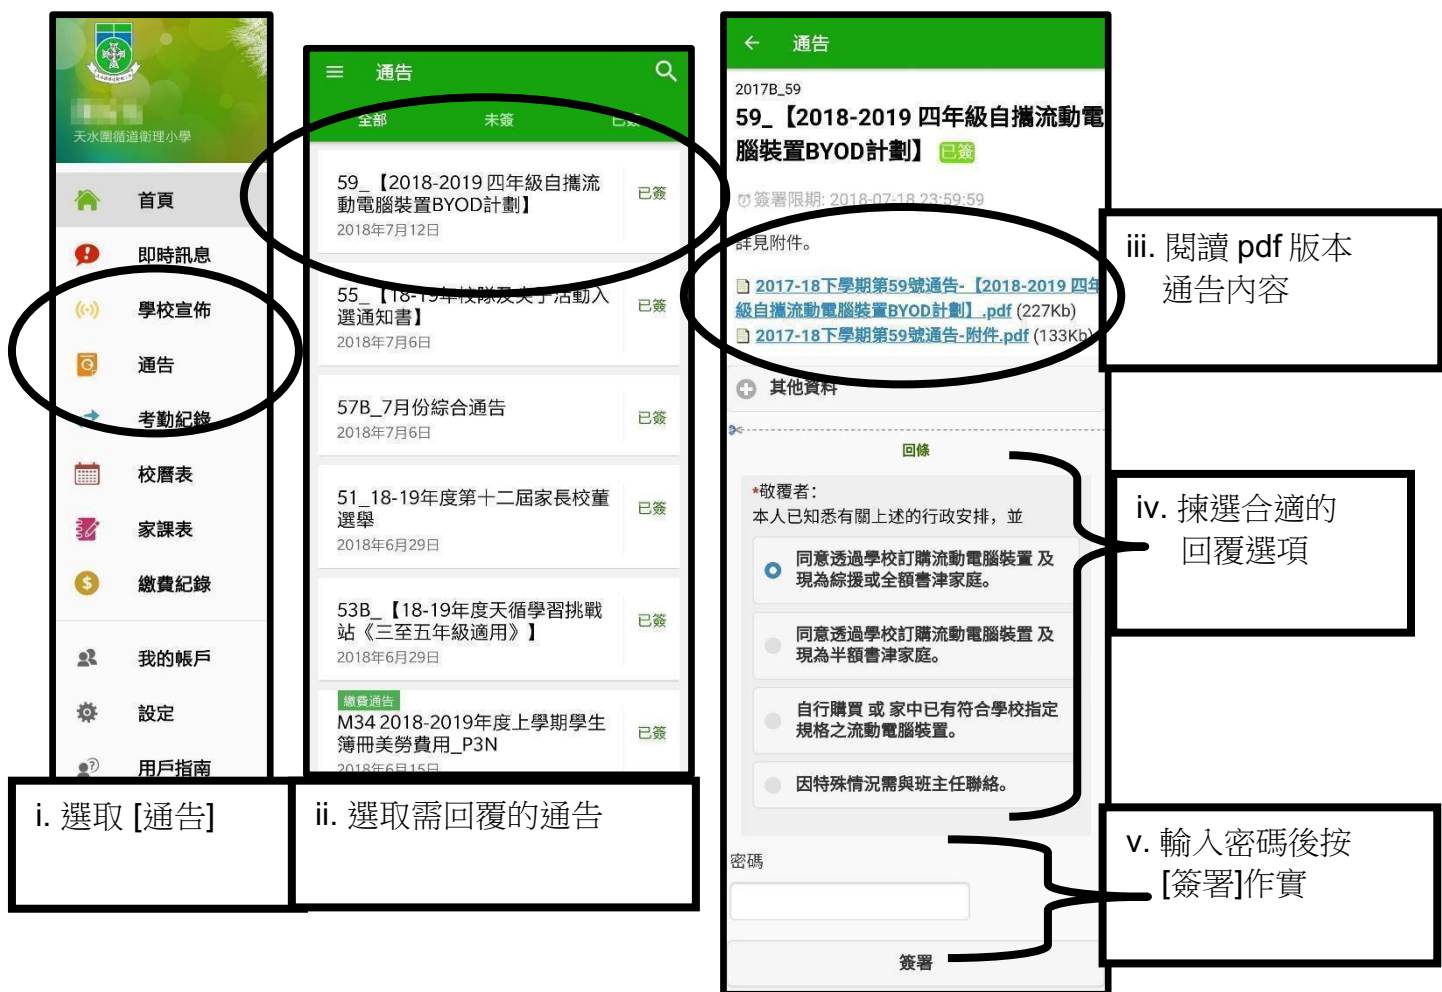 天水圍循道衛理小學
首頁
即時訊息
學校宣佈
通告
考勤紀錄
校曆表
家課表
繳費紀錄
我的帳戶
設定
用戶指南
i. 選取 [通告]
通告
全部
未簽
已簽
59_【2018-2019 四年級自攜流
動電腦裝置BYOD計劃】
已簽
2018年7月12日
55_【18-19年校隊及尖子活動入
選通知書】
已簽
2018年7月6日
57B_7月份綜合通告
已簽
2018年7月6日
51_18-19年度第十二屆家長校董
選舉
已簽
2018年6月29日
53B_【18-19年度天循學習挑戰
站《三至五年級適用》】
已簽
2018年6月29日
繳費通告
M34 2018-2019年度上學期學生
簿冊美勞費用_P3N
已簽
2018年6月15日
ii. 選取需回覆的通告
通告
2017B_59
59_【2018-2019 四年級自攜流動電
腦裝置BYOD計劃】 已簽
簽署限期: 2018-07-18 23:59:59
詳見附件。
2017-18下學期第59號通告-【2018-2019 四年
級自攜流動電腦裝置BYOD計劃】.pdf (227Kb)
2017-18下學期第59號通告-附件.pdf (133Kb)
其他資料
回條
*敬覆者：
本人已知悉有關上述的行政安排，並
同意透過學校訂購流動電腦裝置 及
現為綜援或全額書津家庭。
同意透過學校訂購流動電腦裝置 及
現為半額書津家庭。
自行購買 或 家中已有符合學校指定
規格之流動電腦裝置。
因特殊情況需與班主任聯絡。
密碼
簽署
iii. 閱讀 pdf 版本
通告內容
iv. 揀選合適的
回覆選項
v. 輸入密碼後按
[簽署]作實